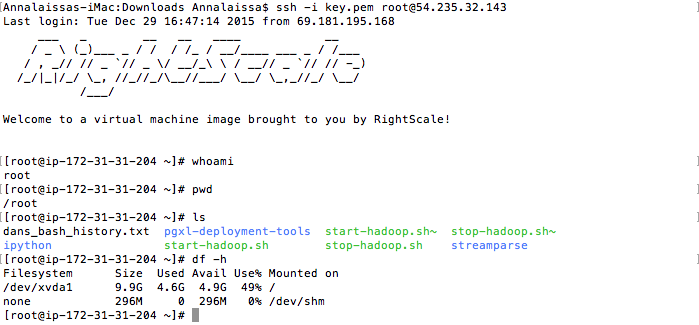 Annalaissas-iMac:Downloads Annalaissa$ ssh -i key.pem root@54.235.32.143
Last login: Tue Dec 29 16:47:14 2015 from 69.181.195.168
RightScale
Welcome to a virtual machine image brought to you by RightScale!
[[root@ip-172-31-31-204 ~]# whoami
root
[[root@ip-172-31-31-204 ~]# pwd
/root
[[root@ip-172-31-31-204 ~]# ls
dans_bash_history.txt pgxl-deployment-tools start-hadoop.sh~ stop-hadoop.sh~
ipython start-hadoop.sh stop-hadoop.sh streamparse
[[root@ip-172-31-31-204 ~]# df -h
Filesystem Size Used Avail Use% Mounted on
/dev/xvda1 9.9G 4.6G 4.9G 49% /
none 296M 0 296M 0% /dev/shm
[root@ip-172-31-31-204 ~]#